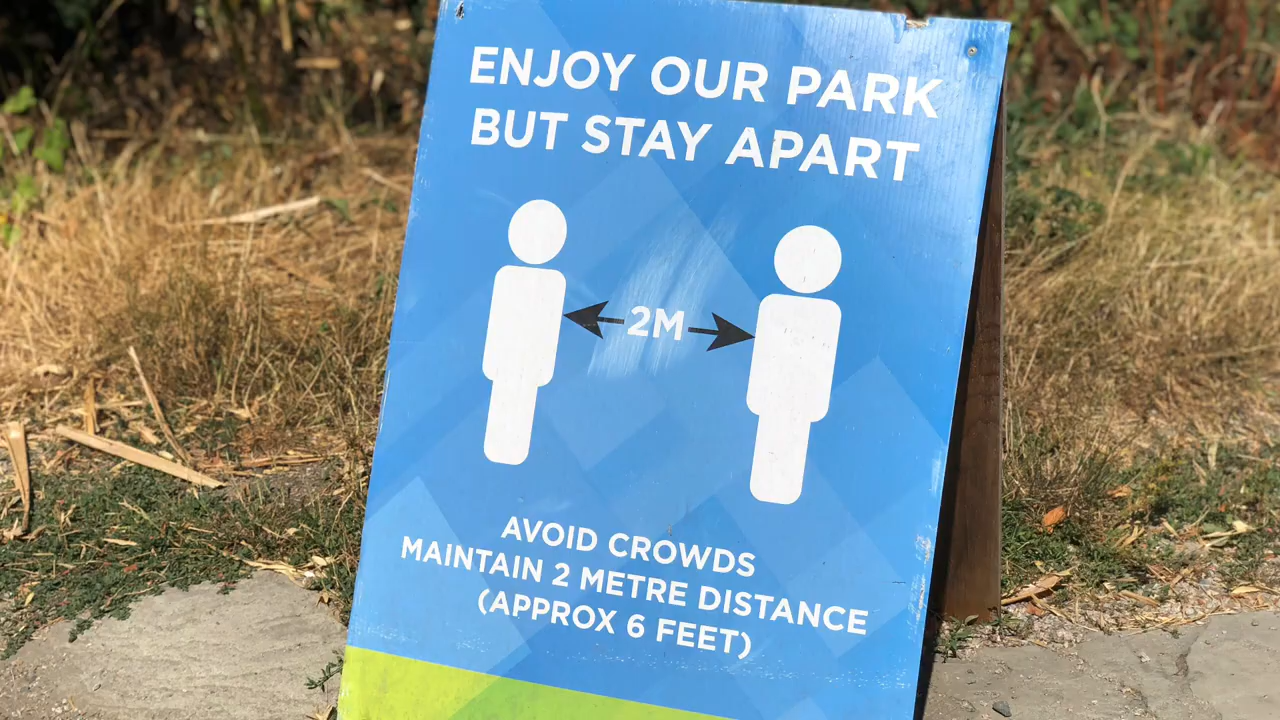 ENJOY OUR PARK
BUT STAY APART
2M
AVOID CROWDS
MAINTAIN 2 METRE DISTANCE
(APPROX 6 FEET)